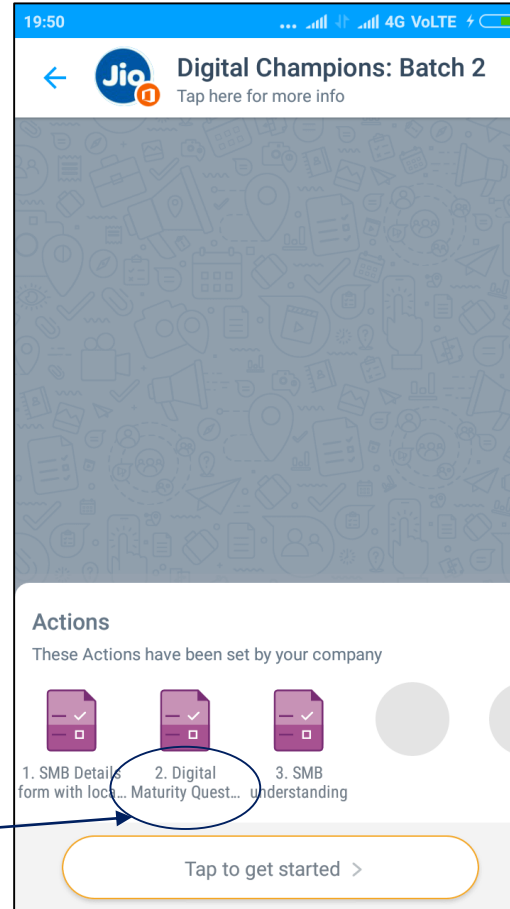 19:50
... 4G VoLTE
Jio
Digital Champions: Batch 2
Tap here for more info
Actions
These Actions have been set by your company
1. SMB Details
form with loca...
2. Digital
Maturity Quest...
3. SMB
understanding
Tap to get started >